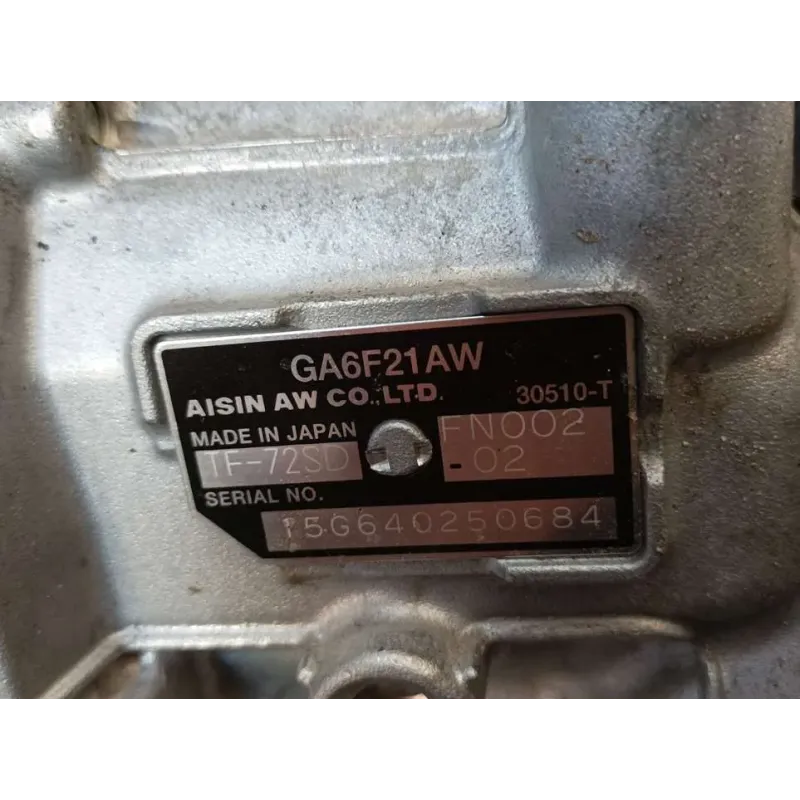 GA6F21AW
AISIN AW CO.,LTD. 30510-T
MADE IN JAPAN FN002
TF-72SD -02
SERIAL NO.
15G640250684